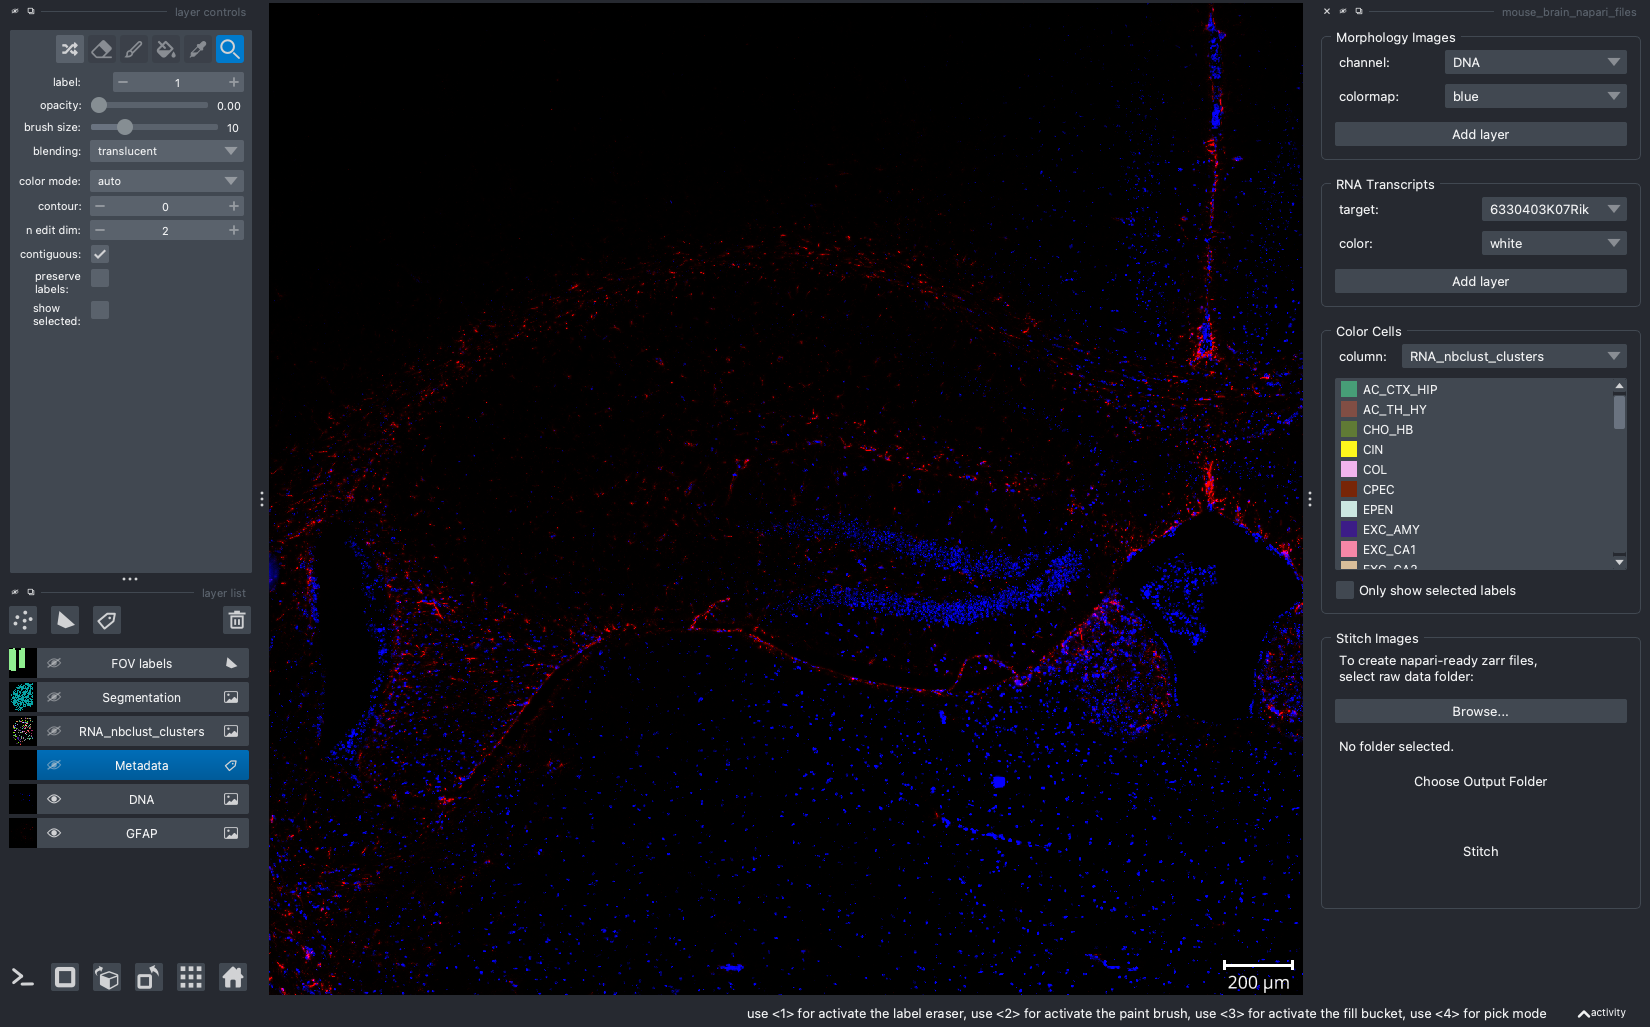 layer controls
label: 1
opacity: 0.00
brush size: 10
blending: translucent
color mode: auto
contour: 0
n edit dim: 2
contiguous:
preserve
labels:
show
selected:
layer list
FOV labels
Segmentation
RNA_nbclust_clusters
Metadata
DNA
GFAP
200 μm
mouse_brain_napari_files
Morphology Images
channel: DNA
colormap: blue
Add layer
RNA Transcripts
target: 6330403K07Rik
color: white
Add layer
Color Cells
column: RNA_nbclust_clusters
AC_CTX_HIP
AC_TH_HY
CHO_HB
CIN
COL
CPEC
EPEN
EXC_AMY
EXC_CA1
Only show selected labels
Stitch Images
To create napari-ready zarr files,
select raw data folder:
Browse...
No folder selected.
Choose Output Folder
Stitch
use <1> for activate the label eraser, use <2> for activate the paint brush, use <3> for activate the fill bucket, use <4> for pick mode
activity